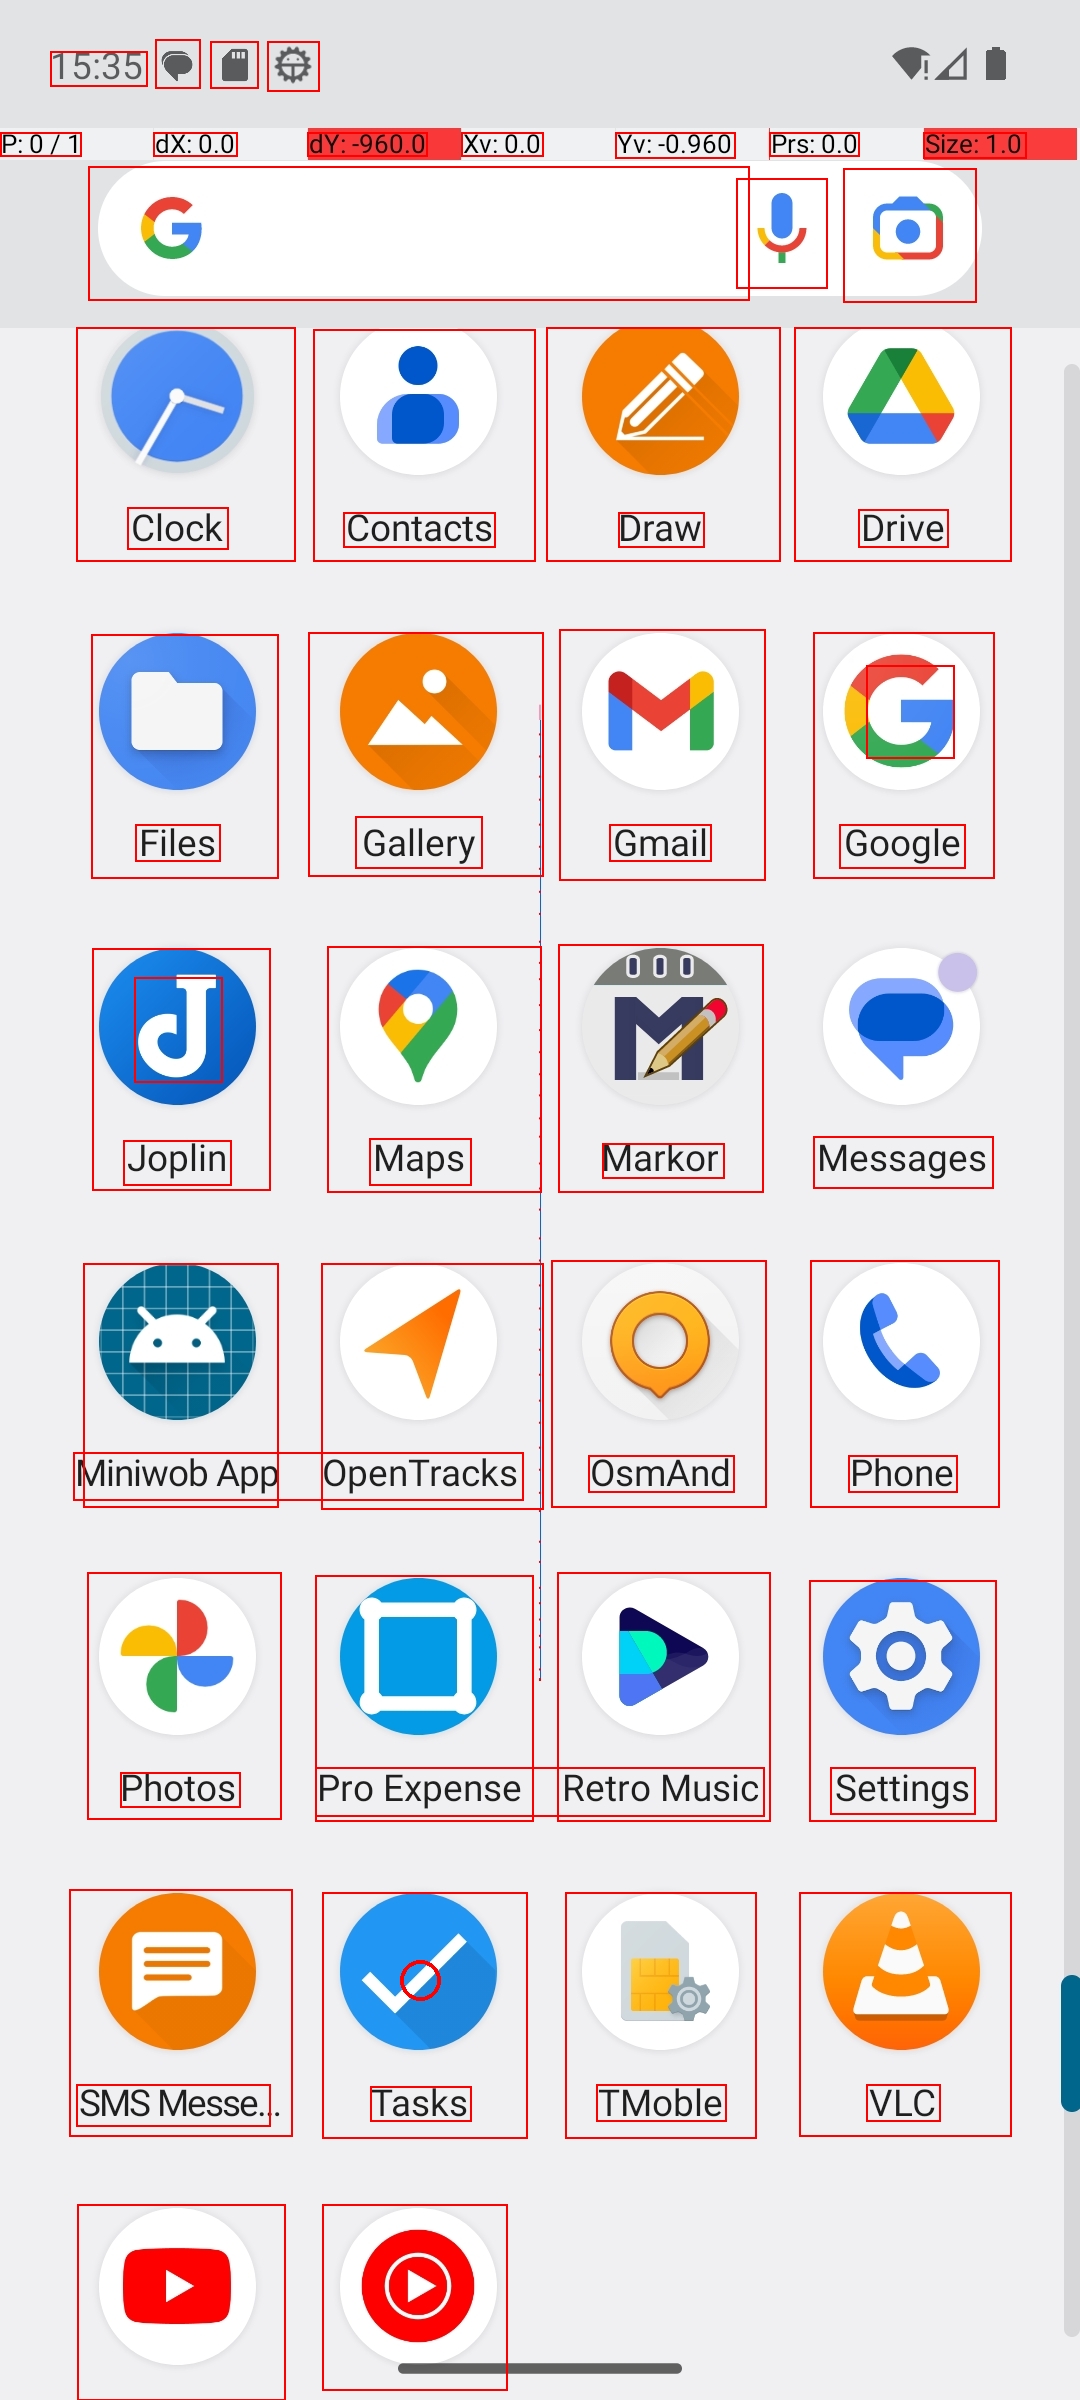 15:35
P: 0 / 1 dX: 0.0 dY: -960.0 Xv: 0.0 Yv: -0.960 Prs: 0.0 Size: 1.0
Clock Contacts Draw Drive
Files Gallery Gmail Google
Joplin Maps Markor Messages
Miniwob App OpenTracks OsmAnd Phone
Photos Pro Expense Retro Music Settings
SMS Messe... Tasks TMoble VLC